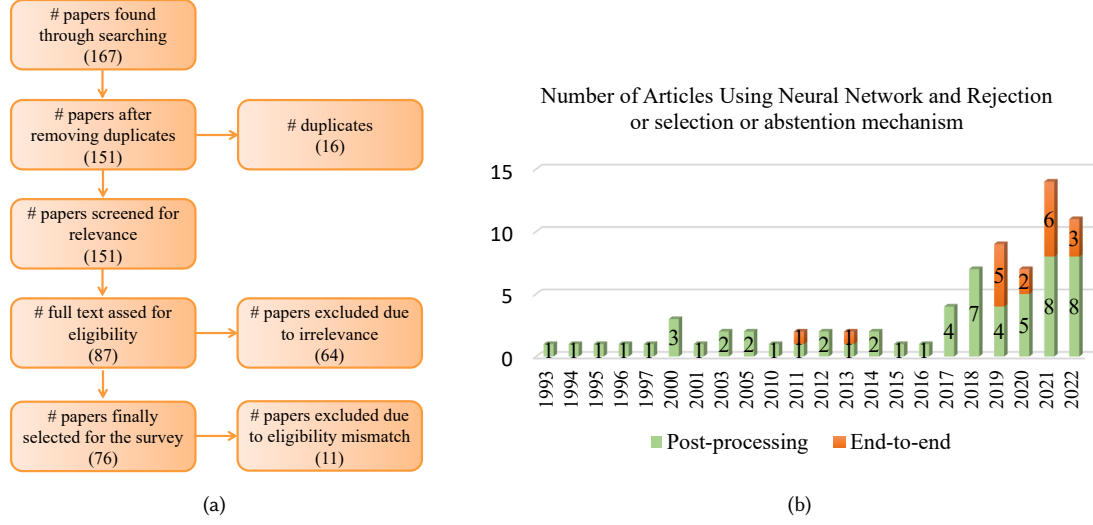 # papers found
through searching
(167)
# papers after
removing duplicates
(151)
# duplicates
(16)
# papers screened for
relevance
(151)
# full text assed for
eligibility
(87)
# papers excluded due
to irrelevance
(64)
# papers finally
selected for the survey
(76)
# papers excluded due
to eligibility mismatch
(11)
(a)
Number of Articles Using Neural Network and Rejection
or selection or abstention mechanism
15
10
5
0
1 1 1 1 1 3 1 2 2 1 1 2 1 2 1 1 4 7 4 5 8 8
5 2 6 3
1993 1994 1995 1996 1997 2000 2001 2003 2005 2010 2011 2012 2013 2014 2015 2016 2017 2018 2019 2020 2021 2022
Post-processing End-to-end
(b)